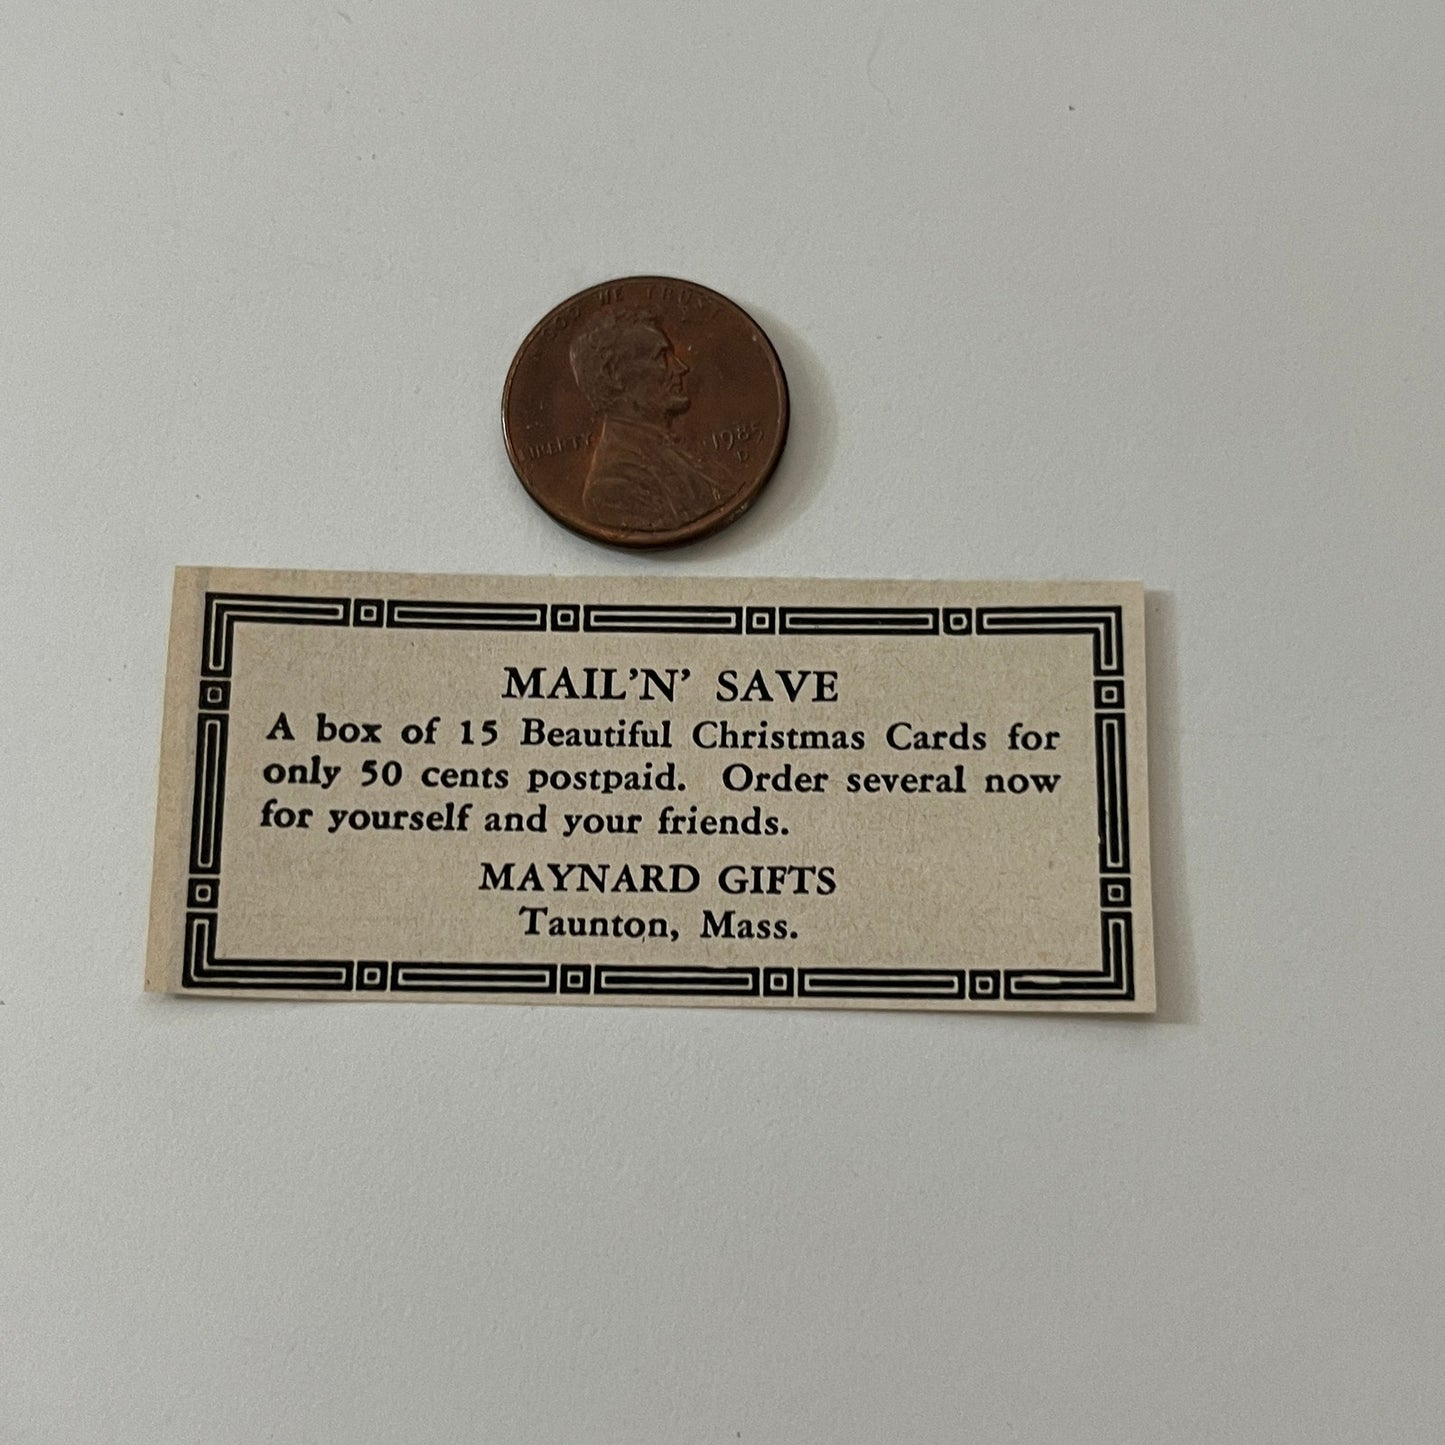 IN GOD WE TRUST
LIBERTY
1985
D
MAIL'N' SAVE
A box of 15 Beautiful Christmas Cards for
only 50 cents postpaid. Order several now
for yourself and your friends.
MAYNARD GIFTS
Taunton, Mass.